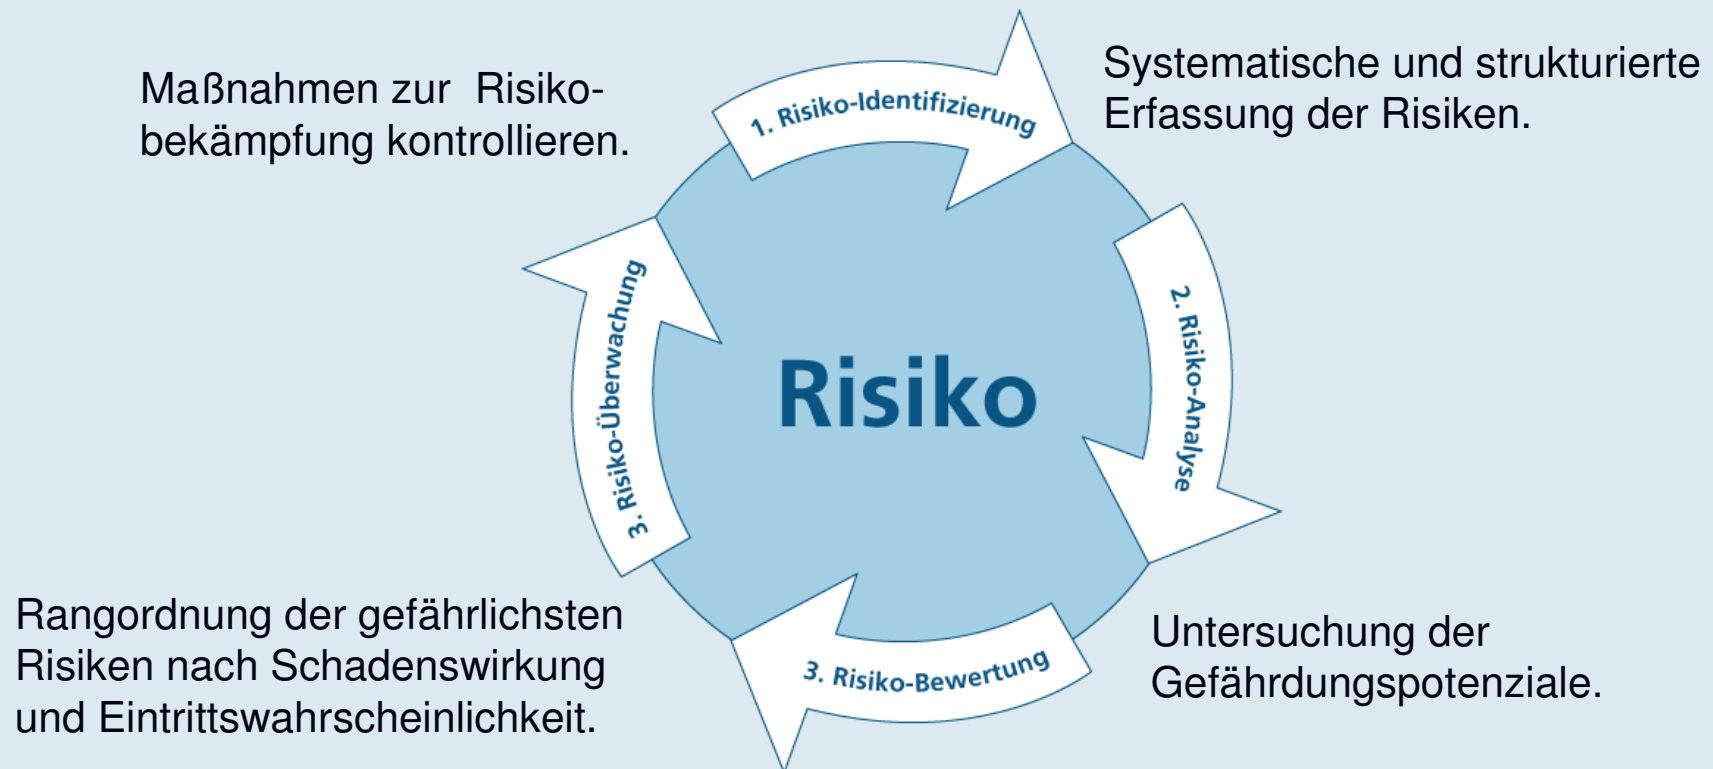 Maßnahmen zur Risiko-
bekämpfung kontrollieren.
1. Risiko-Identifizierung
Systematische und strukturierte
Erfassung der Risiken.
2. Risiko-Analyse
Untersuchung der
Gefährdungspotenziale.
3. Risiko-Bewertung
Rangordnung der gefährlichsten
Risiken nach Schadenswirkung
und Eintrittswahrscheinlichkeit.
3. Risiko-Überwachung
Risiko